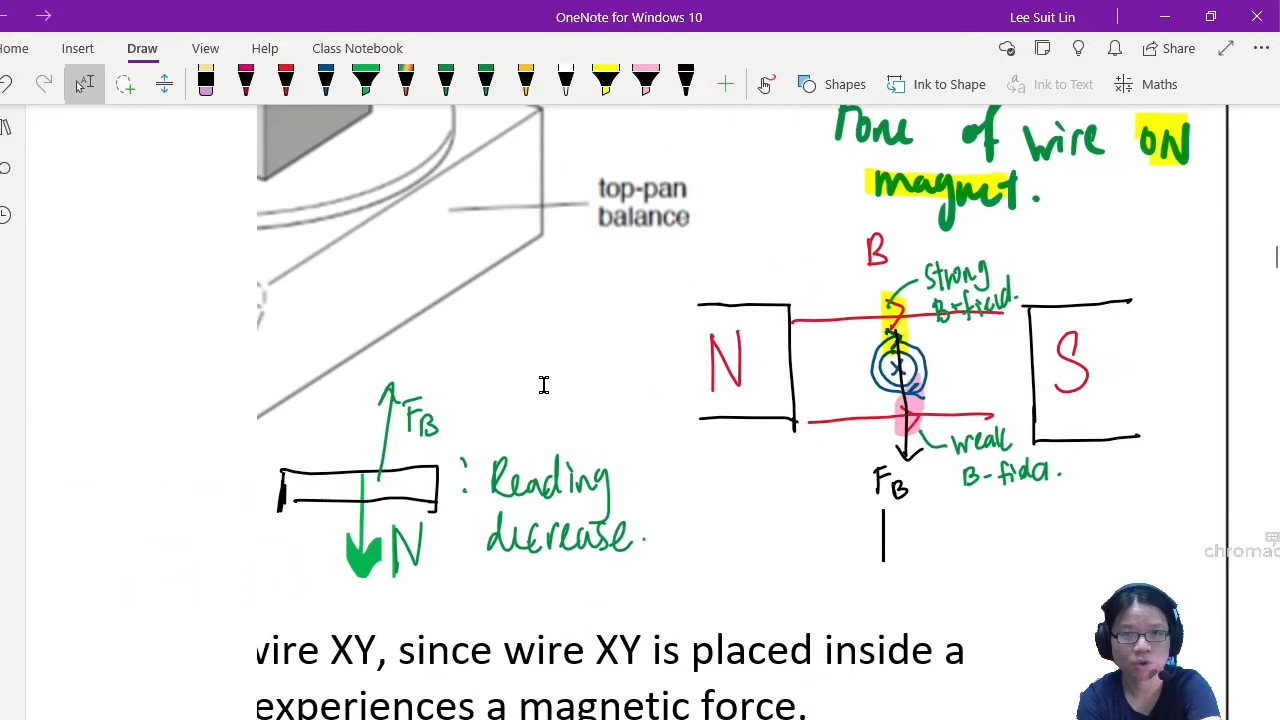 OneNote for Windows 10
Lee Suit Lin
Home Insert Draw View Help Class Notebook
Share
Shapes Ink to Shape Ink to Text Maths
Force of wire ON
magnet.
top-pan
balance
B
strong
B-field.
N
S
weak
B-field.
FB
FB
N
∴ Reading
decrease.
chromac
wire XY, since wire XY is placed inside a
experiences a magnetic force.